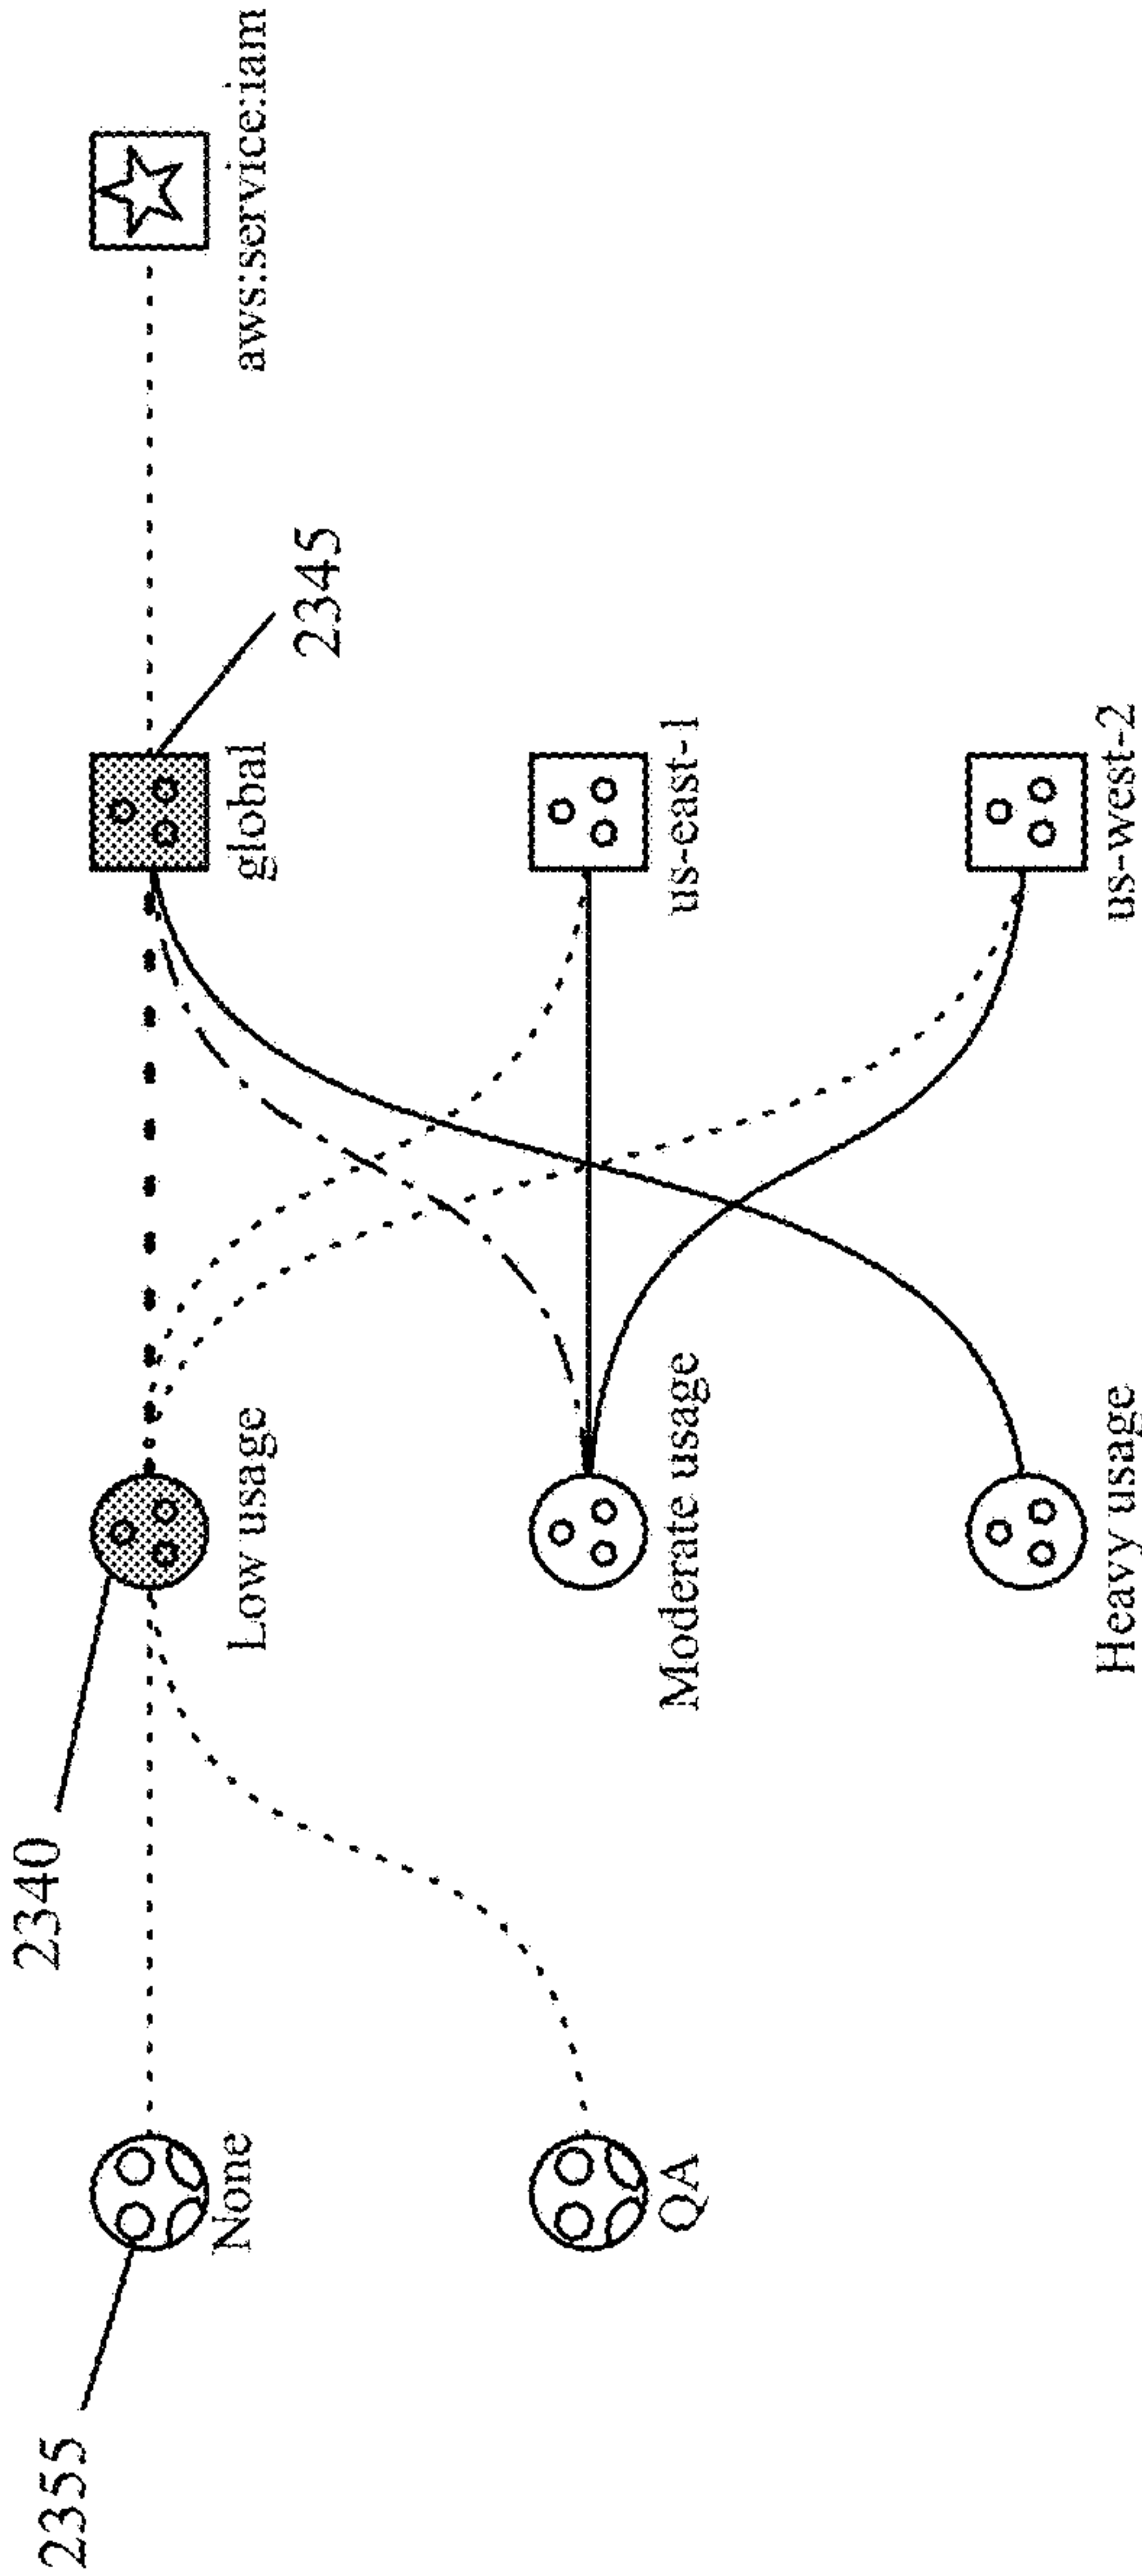 2355
None
QA
2340
Low usage
Moderate usage
Heavy usage
2345
global
us-east-1
us-west-2
aws:service:iam